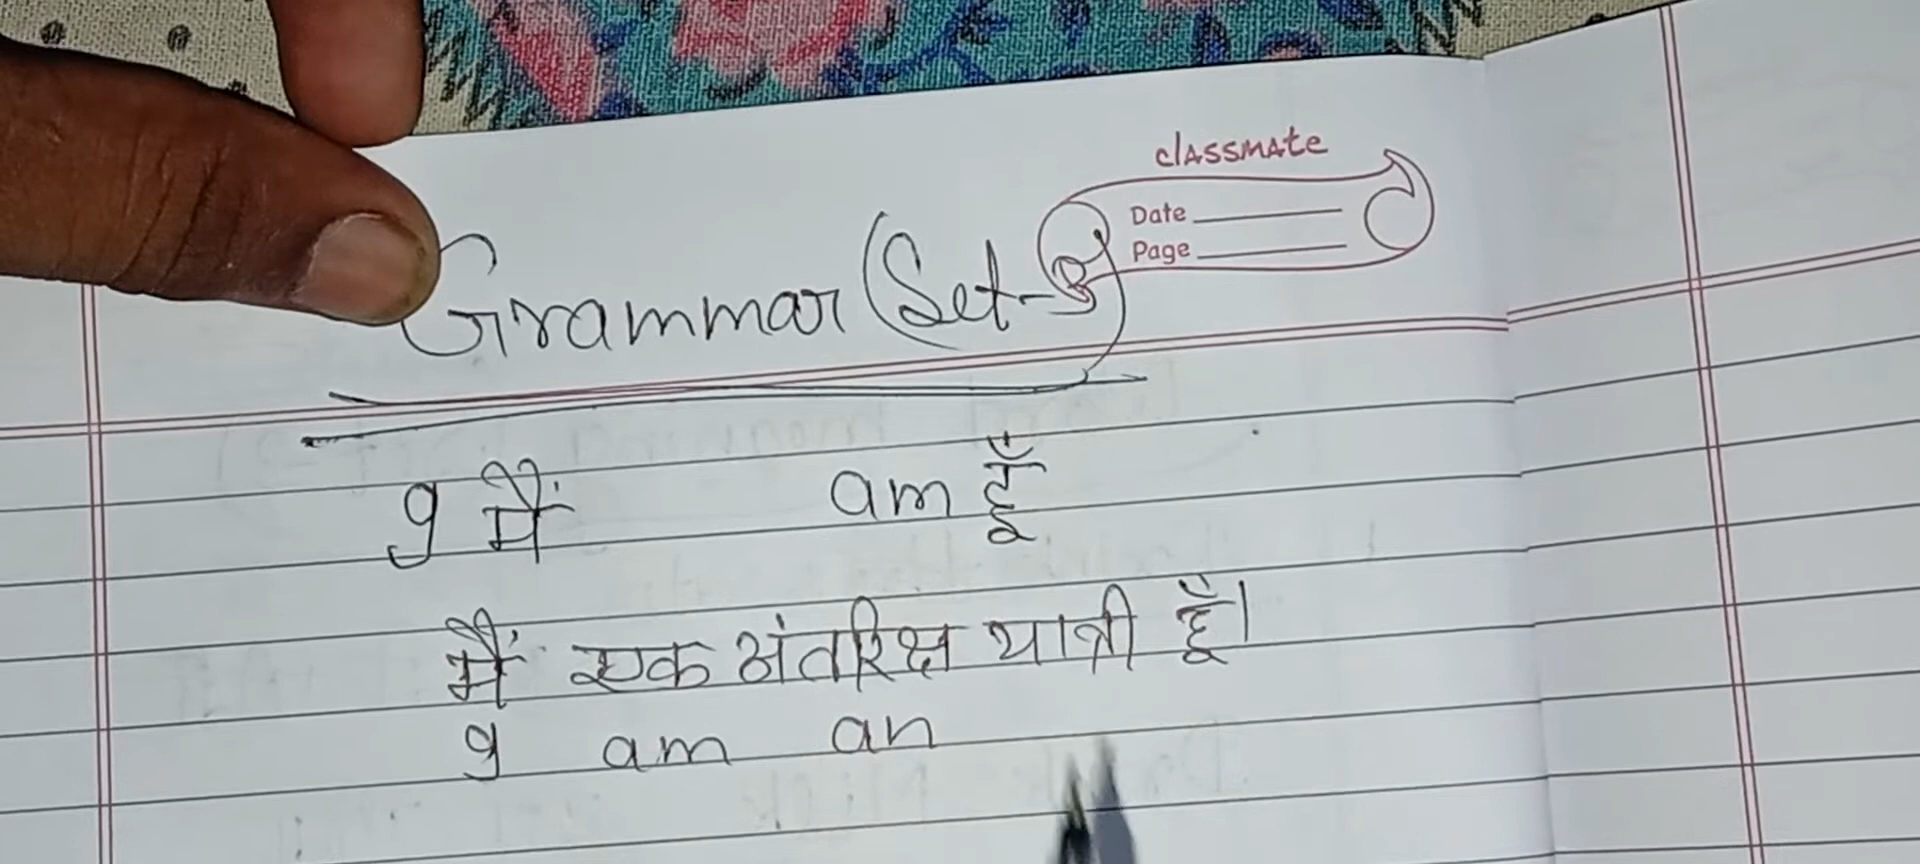 classmate
Date
Page
Grammar (Set-3)
I मैं am हूँ
मैं एक अंतरिक्ष यात्री हूँ।
I am an